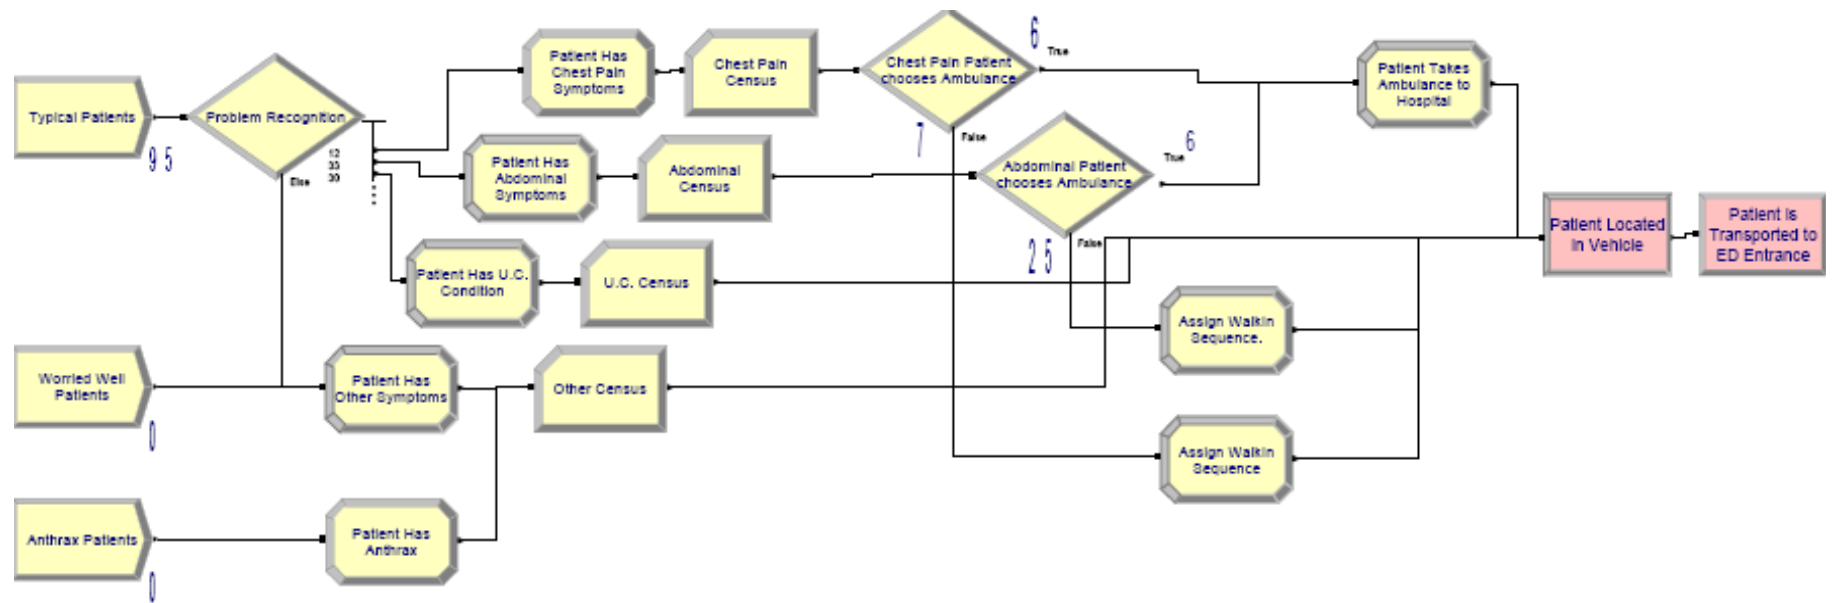 Typical Patients
9 5
Problem Recognition
12
33
30
Else
Patient Has
Chest Pain
Symptoms
Chest Pain
Census
Chest Pain Patient
chooses Ambulance
6
True
7
False
Patient Takes
Ambulance to
Hospital
Patient Has
Abdominal
Symptoms
Abdominal
Census
Abdominal Patient
chooses Ambulance
6
True
2 5
False
Patient Has U.C.
Condition
U.C. Census
Patient Located
in Vehicle
Patient is
Transported to
ED Entrance
Assign Walkin
Sequence.
Worried Well
Patients
0
Patient Has
Other Symptoms
Other Census
Assign Walkin
Sequence
Anthrax Patients
0
Patient Has
Anthrax